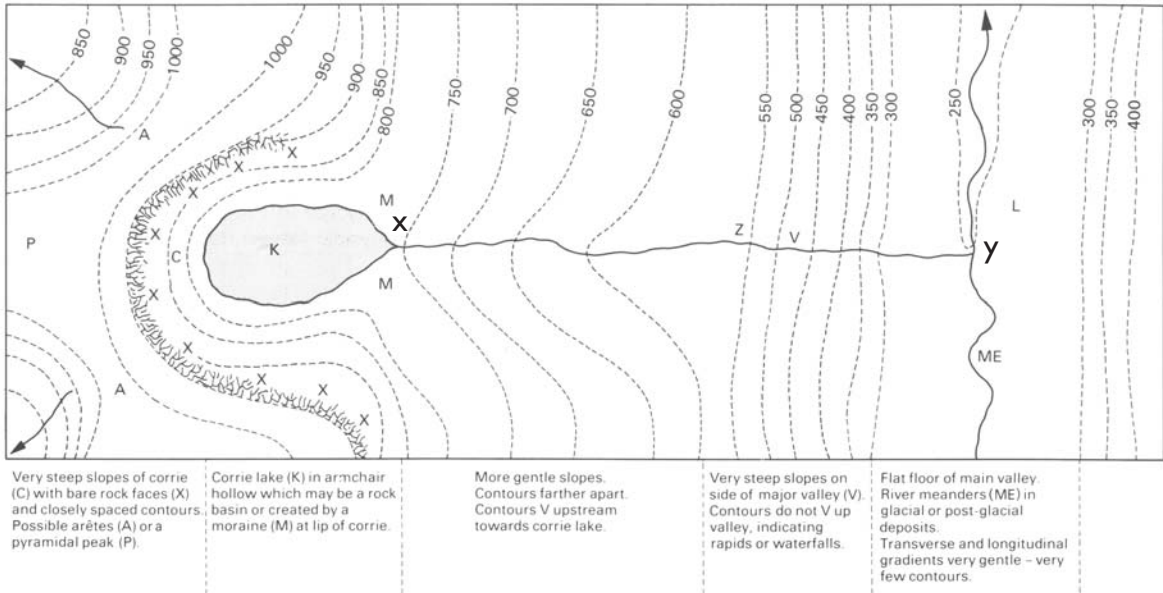 850
900
950
1000
1000
950
900
850
800
750
700
650
600
550
500
450
400
350
300
250
300
350
400
A
X
X
X
M
X
P
X
C
K
Z
V
L
y
X
M
X
A
X
X
X
ME
Very steep slopes of corrie
(C) with bare rock faces (X)
and closely spaced contours.
Possible arêtes (A) or a
pyramidal peak (P).
Corrie lake (K) in armchair
hollow which may be a rock
basin or created by a
moraine (M) at lip of corrie.
More gentle slopes.
Contours farther apart.
Contours V upstream
towards corrie lake.
Very steep slopes on
side of major valley (V).
Contours do not V up
valley, indicating
rapids or waterfalls.
Flat floor of main valley.
River meanders (ME) in
glacial or post-glacial
deposits.
Transverse and longitudinal
gradients very gentle – very
few contours.